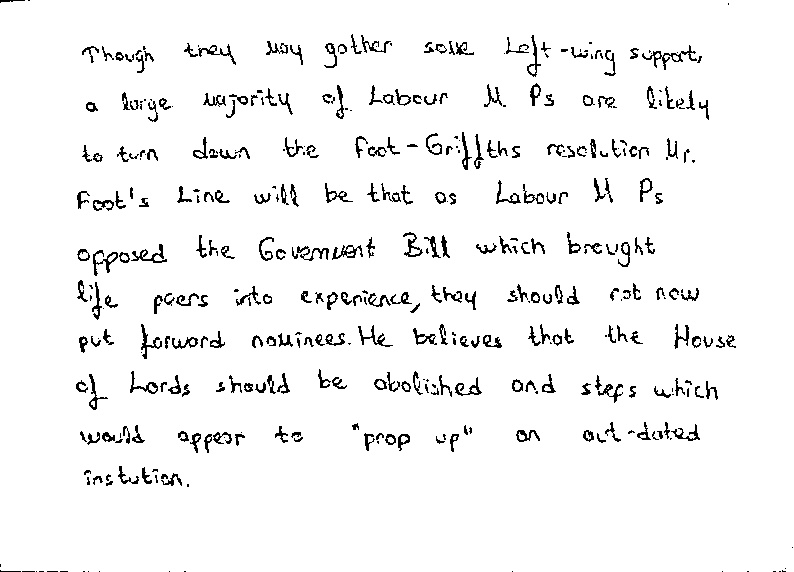 Though they may gather some Left-wing support,
a large majority of Labour M Ps are likely
to turn down the Foot-Griffths resolution Mr.
Foot's Line will be that as Labour M Ps
opposed the Govenment Bill which brought
life peers into experience, they should not now
put forward nominees. He believes that the House
of Lords should be abolished and steps which
would appear to "prop up" an out-dated
instution.